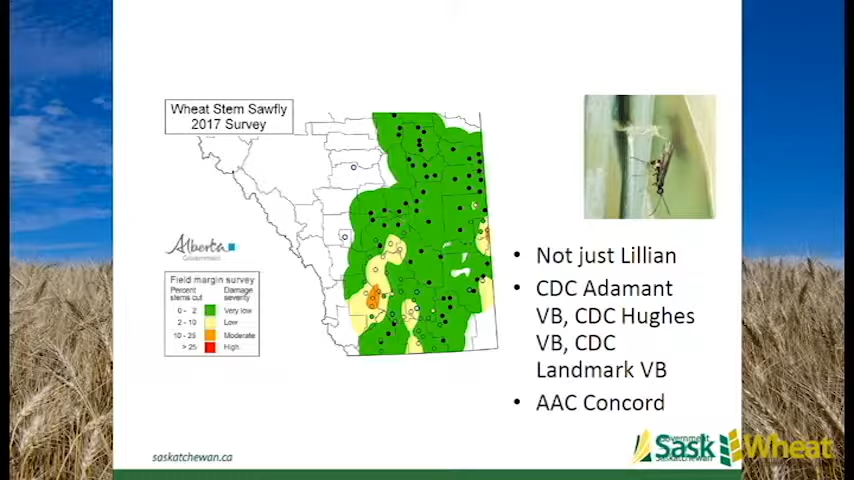 Wheat Stem Sawfly
2017 Survey
Alberta
Government
Field margin survey
Percent stems cut Damage severity
0 - 2 Very low
2 - 10 Low
10 - 25 Moderate
> 25 High
• Not just Lillian
• CDC Adamant
VB, CDC Hughes
VB, CDC
Landmark VB
• AAC Concord
saskatchewan.ca
Government
Saskatchewan
Sask Wheat